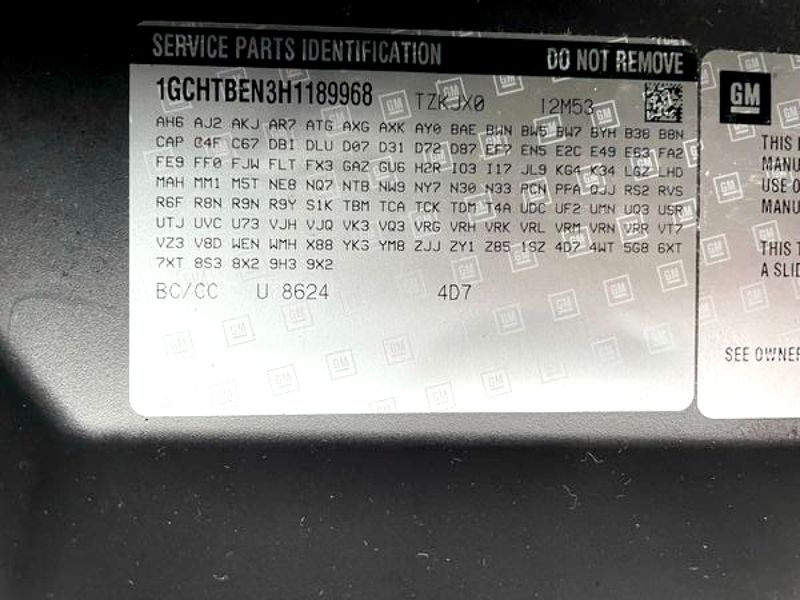 SERVICE PARTS IDENTIFICATION DO NOT REMOVE
1GCHTBEN3H1189968 TZKJX0 I2M53
AH6 AJ2 AKJ AR7 ATG AXG AXK AY0 BAE BWN BW5 BW7 BYH B38 B8N
CAP C4F C67 DBI DLU D07 D31 D72 D87 EF7 EN5 E2C E49 E63 FA2
FE9 FF0 FJW FLT FX3 GAZ GU6 H2R IO3 I17 JL9 KG4 K34 LGZ LHD
MAH MM1 M5T NE8 NQ7 NTB NW9 NY7 N30 N33 PCN PFA QJJ RS2 RVS
R6F R8N R9N R9Y S1K TBM TCA TCK TDM T4A UDC UF2 UMN UQ3 USR
UTJ UVC U73 VJH VJQ VK3 VQ3 VRG VRH VRK VRL VRM VRN VRR VT7
VZ3 V8D WEN WMH X88 YK3 YM8 ZJJ ZY1 Z85 1SZ 4D7 4WT 5G8 6XT
7XT 8S3 8X2 9H3 9X2
BC/CC U 8624 4D7
GM
THIS
MANU
USE O
MANU
THIS T
A SLID
SEE OWNER